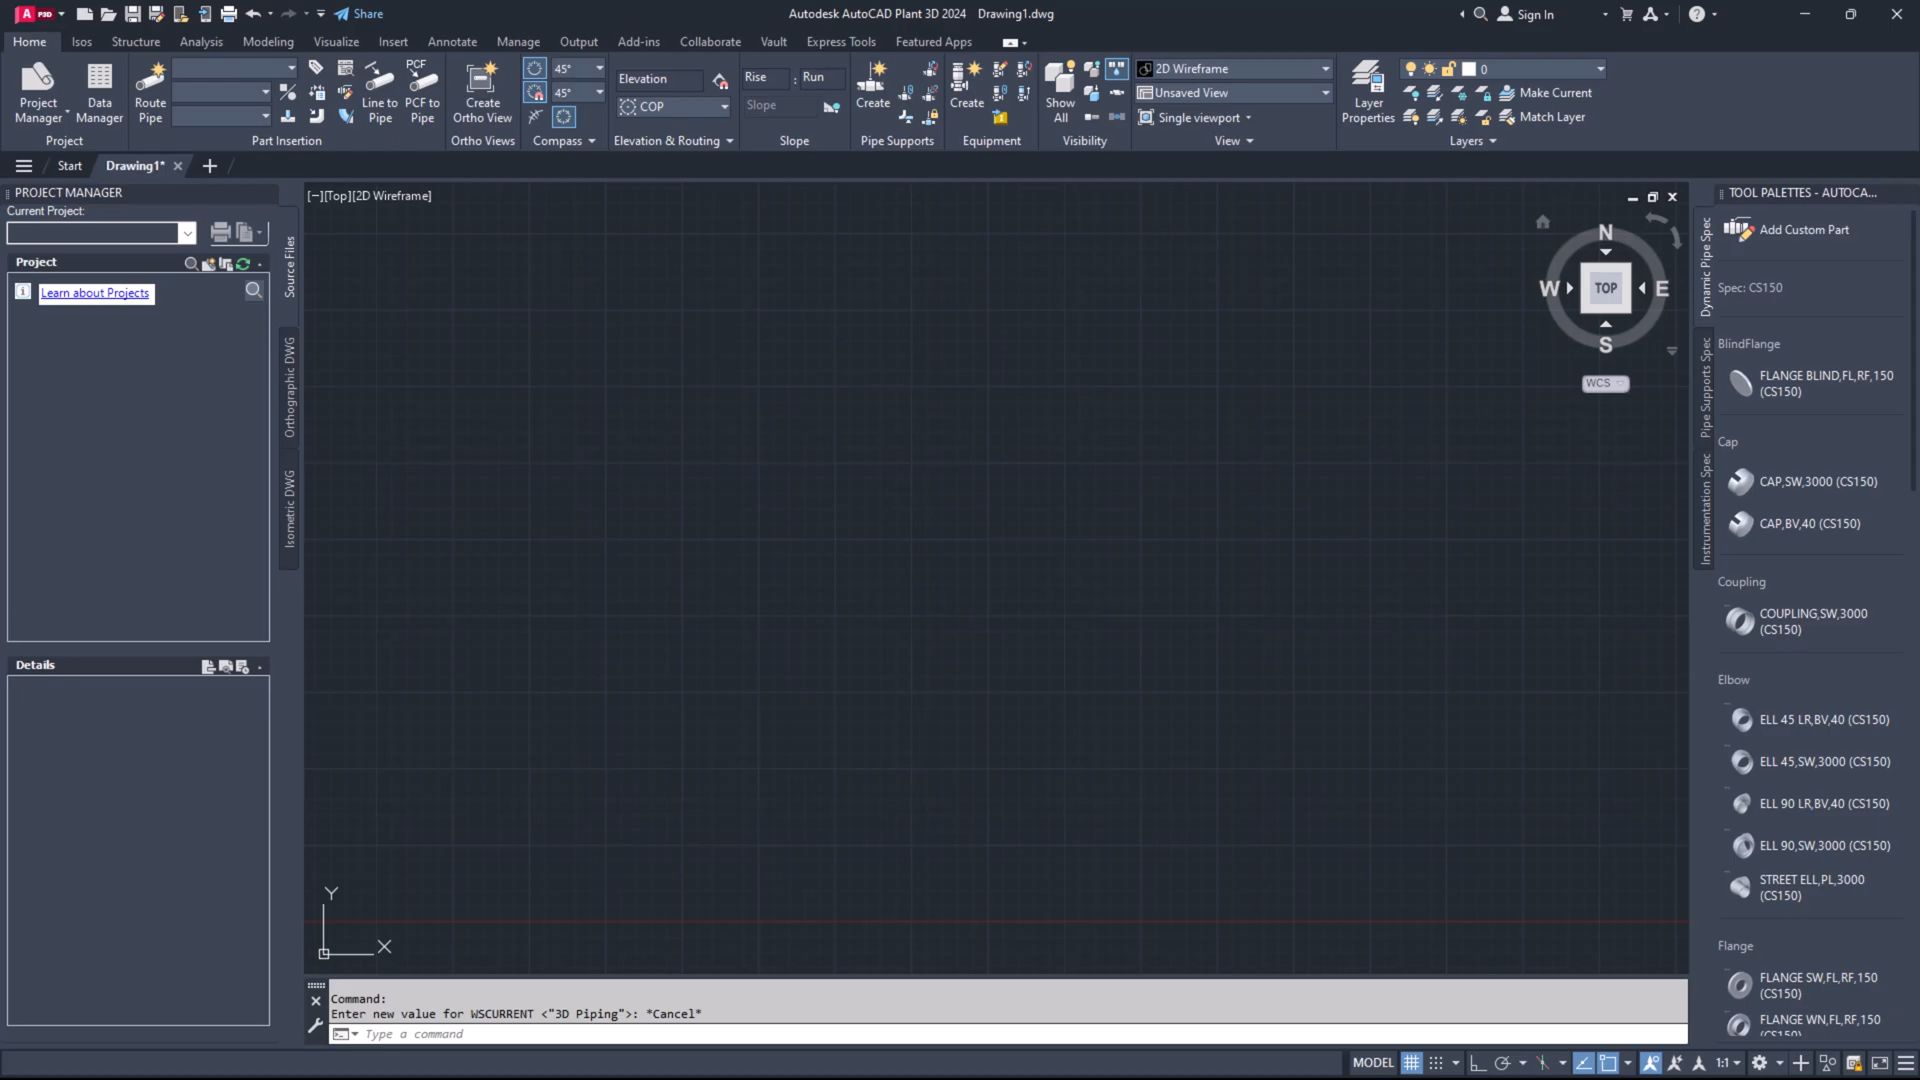 A P3D
Share
Autodesk AutoCAD Plant 3D 2024 Drawing1.dwg
Sign In
Home Isos Structure Analysis Modeling Visualize Insert Annotate Manage Output Add-ins Collaborate Vault Express Tools Featured Apps
Project
Manager
Data
Manager
Route
Pipe
Line to
Pipe
PCF
PCF to
Pipe
Create
Ortho View
45°
45°
Elevation
COP
Rise : Run
Slope
Create
Create
Show
All
2D Wireframe
Unsaved View
Single viewport
Layer
Properties
0
Make Current
Match Layer
Project Part Insertion Ortho Views Compass Elevation & Routing Slope Pipe Supports Equipment Visibility View Layers
Start Drawing1*
PROJECT MANAGER
Current Project:
Project
Learn about Projects
Details
Source Files
Orthographic DWG
Isometric DWG
[−][Top][2D Wireframe]
N
W TOP E
S
WCS
Y
X
TOOL PALETTES - AUTOCA...
Dynamic Pipe Spec
Pipe Supports Spec
Instrumentation Spec
Add Custom Part
Spec: CS150
BlindFlange
FLANGE BLIND,FL,RF,150
(CS150)
Cap
CAP,SW,3000 (CS150)
CAP,BV,40 (CS150)
Coupling
COUPLING,SW,3000
(CS150)
Elbow
ELL 45 LR,BV,40 (CS150)
ELL 45,SW,3000 (CS150)
ELL 90 LR,BV,40 (CS150)
ELL 90,SW,3000 (CS150)
STREET ELL,PL,3000
(CS150)
Flange
FLANGE SW,FL,RF,150
(CS150)
FLANGE WN,FL,RF,150
(CS150)
Command:
Enter new value for WSCURRENT <"3D Piping">: *Cancel*
Type a command
MODEL
1:1